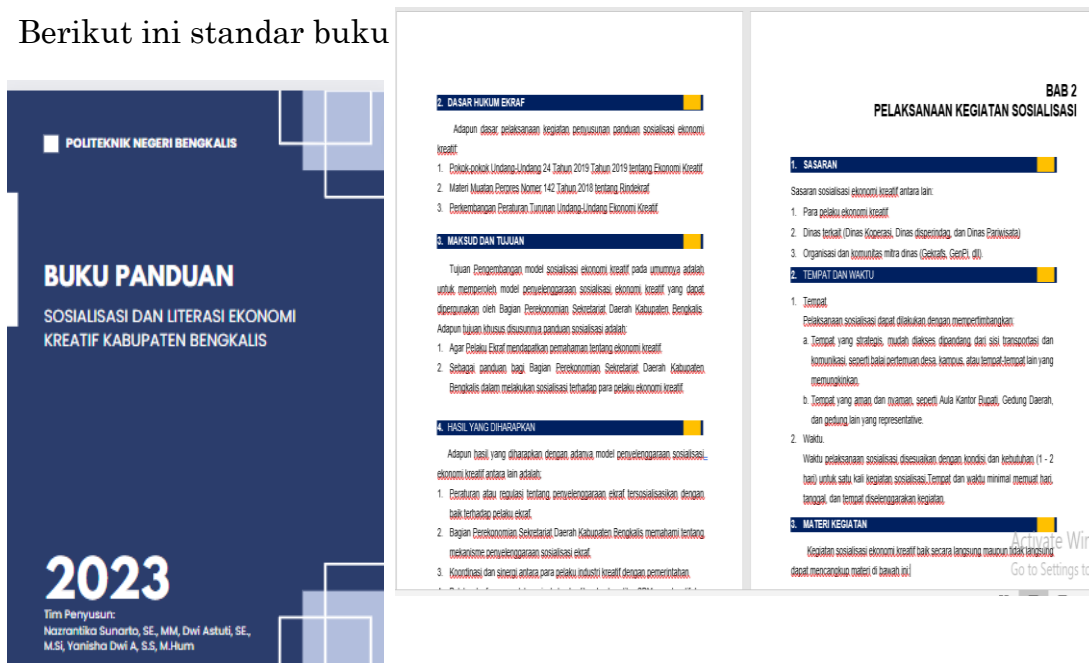 Berikut ini standar buku
POLITEKNIK NEGERI BENGKALIS
BUKU PANDUAN
SOSIALISASI DAN LITERASI EKONOMI
KREATIF KABUPATEN BENGKALIS
2023
Tim Penyusun:
Nazrantika Sunarto, SE., MM, Dwi Astuti, SE.,
M.Si, Yanisha Dwi A, S.S, M.Hum
2. DASAR HUKUM EKRAF
Adapun dasar pelaksanaan kegiatan penyusunan panduan sosialisasi ekonomi
kreatif:
1. Pokok-pokok Undang-Undang 24 Tahun 2019 Tahun 2019 tentang Ekonomi Kreatif
2. Materi Muatan Perpres Nomer 142 Tahun 2018 tentang Rindekraf
3. Perkembangan Peraturan Turunan Undang-Undang Ekonomi Kreatif
3. MAKSUD DAN TUJUAN
Tujuan Pengembangan model sosialisasi ekonomi kreatif pada umumnya adalah
untuk memperoleh model penyelenggaraan sosialisasi ekonomi kreatif yang dapat
dipergunakan oleh Bagian Perekonomian Sekretariat Daerah Kabupaten Bengkalis.
Adapun tujuan khusus disusunnya panduan sosialisasi adalah:
1. Agar Pelaku Ekraf mendapatkan pemahaman tentang ekonomi kreatif.
2. Sebagai panduan bagi Bagian Perekonomian Sekretariat Daerah Kabupaten
Bengkalis dalam melakukan sosialisasi terhadap para pelaku ekonomi kreatif.
4. HASIL YANG DIHARAPKAN
Adapun hasil yang diharapkan dengan adanya model penyelenggaraan sosialisasi
ekonomi kreatif antara lain adalah:
1. Peraturan atau regulasi tentang penyelenggaraan ekraf tersosialisasikan dengan
baik terhadap pelaku ekraf.
2. Bagian Perekonomian Sekretariat Daerah Kabupaten Bengkalis memahami tentang
mekanisme penyelenggaraan sosialisasi ekraf.
3. Koordinasi dan sinergi antara para pelaku industri kreatif dengan pemerintahan.
BAB 2
PELAKSANAAN KEGIATAN SOSIALISASI
1. SASARAN
Sasaran sosialisasi ekonomi kreatif antara lain:
1. Para pelaku ekonomi kreatif
2. Dinas terkait (Dinas Koperasi, Dinas disperindag, dan Dinas Pariwisata)
3. Organisasi dan komunitas mitra dinas (Gekrafs, GenPi, dll).
2. TEMPAT DAN WAKTU
1. Tempat
Pelaksanaan sosialisasi dapat dilakukan dengan mempertimbangkan:
a. Tempat yang strategis, mudah diakses dipandang dari sisi transportasi dan
komunikasi, seperti balai pertemuan desa, kampus, atau tempat-tempat lain yang
memungkinkan.
b. Tempat yang aman dan nyaman, seperti Aula Kantor Bupati, Gedung Daerah,
dan gedung lain yang representative.
2. Waktu.
Waktu pelaksanaan sosialisasi disesuaikan dengan kondisi dan kebutuhan (1 - 2
hari) untuk satu kali kegiatan sosialisasi.Tempat dan waktu minimal memuat hari,
tanggal, dan tempat diselenggarakan kegiatan.
3. MATERI KEGIATAN
Kegiatan sosialisasi ekonomi kreatif baik secara langsung maupun tidak langsung
dapat mencangkup materi di bawah ini:
Activate Win
Go to Settings to